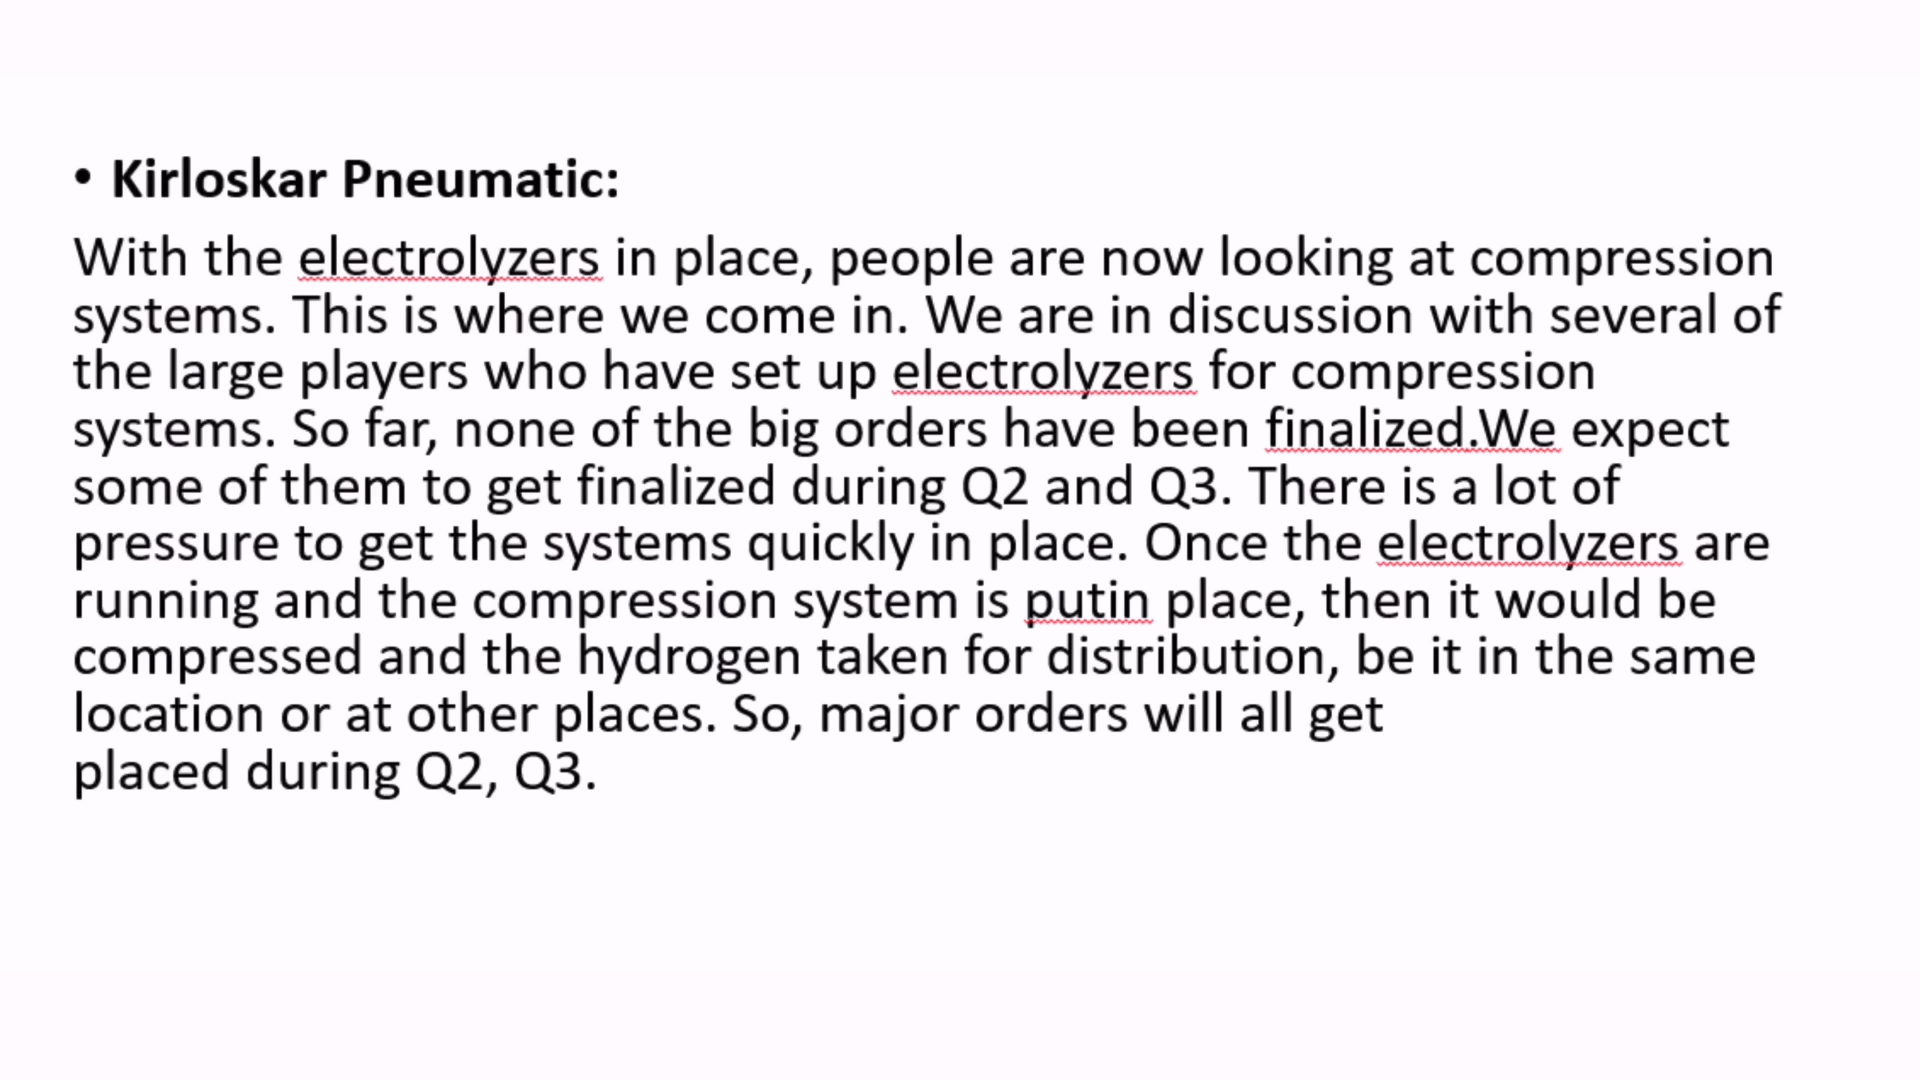 • Kirloskar Pneumatic:
With the electrolyzers in place, people are now looking at compression
systems. This is where we come in. We are in discussion with several of
the large players who have set up electrolyzers for compression
systems. So far, none of the big orders have been finalized.We expect
some of them to get finalized during Q2 and Q3. There is a lot of
pressure to get the systems quickly in place. Once the electrolyzers are
running and the compression system is putin place, then it would be
compressed and the hydrogen taken for distribution, be it in the same
location or at other places. So, major orders will all get
placed during Q2, Q3.